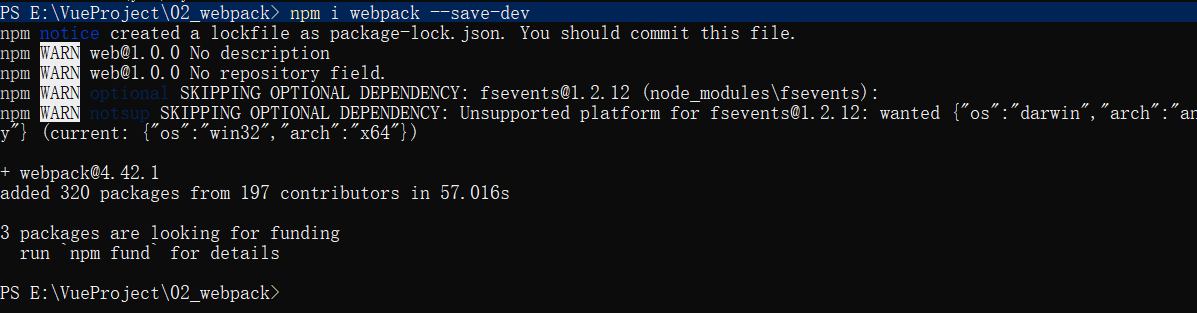 PS E:\VueProject\02_webpack> npm i webpack --save-dev
npm notice created a lockfile as package-lock.json. You should commit this file.
npm WARN web@1.0.0 No description
npm WARN web@1.0.0 No repository field.
npm WARN optional SKIPPING OPTIONAL DEPENDENCY: fsevents@1.2.12 (node_modules\fsevents):
npm WARN notsup SKIPPING OPTIONAL DEPENDENCY: Unsupported platform for fsevents@1.2.12: wanted {"os":"darwin","arch":"an
y"} (current: {"os":"win32","arch":"x64"})
+ webpack@4.42.1
added 320 packages from 197 contributors in 57.016s
3 packages are looking for funding
run `npm fund` for details
PS E:\VueProject\02_webpack>